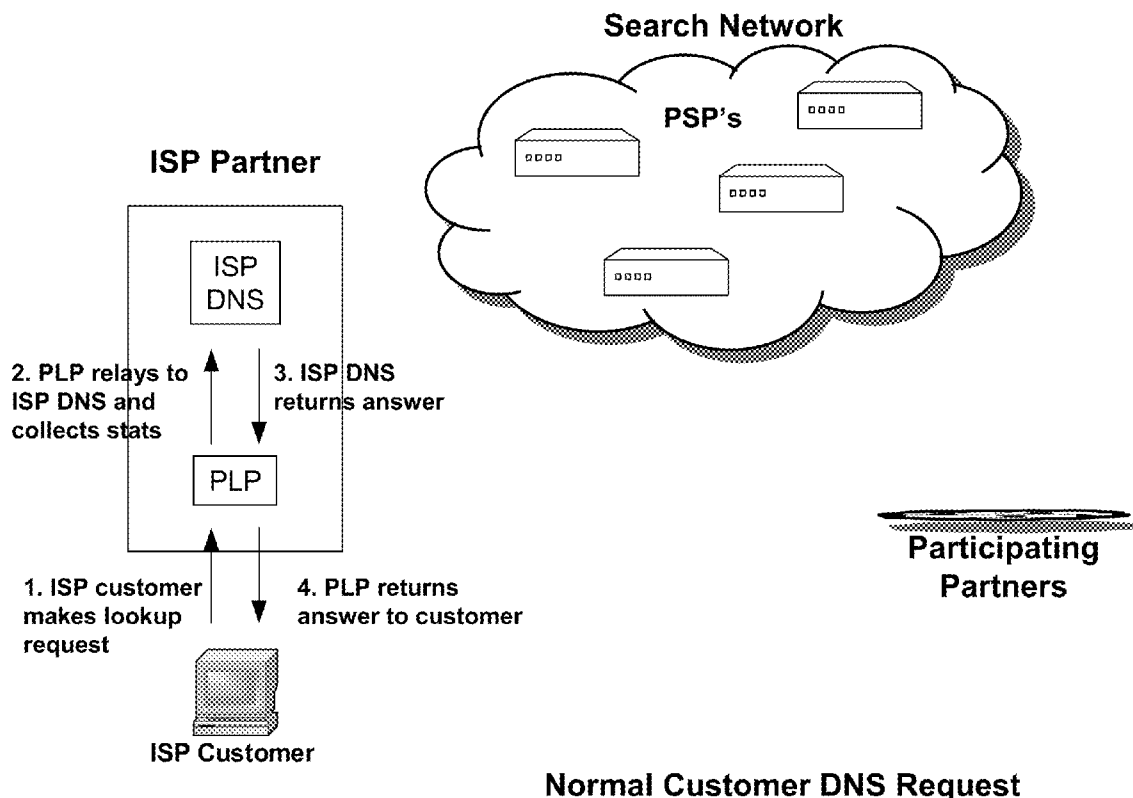 Search Network
PSP's
ISP Partner
ISP
DNS
2. PLP relays to
ISP DNS and
collects stats
3. ISP DNS
returns answer
PLP
Participating
Partners
1. ISP customer
makes lookup
request
4. PLP returns
answer to customer
ISP Customer
Normal Customer DNS Request